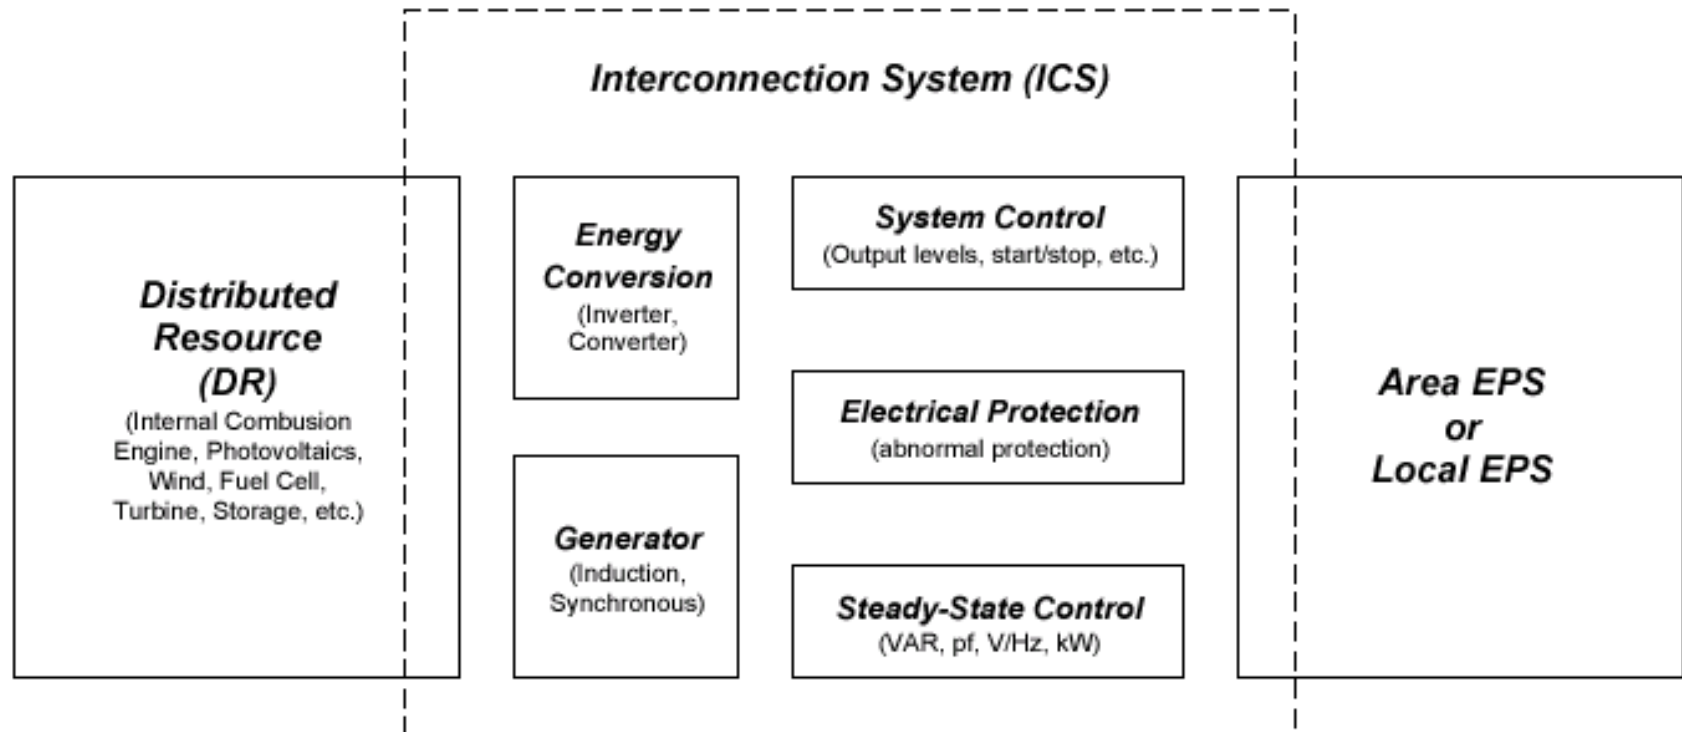 Interconnection System (ICS)
Distributed
Resource
(DR)
(Internal Combusion
Engine, Photovoltaics,
Wind, Fuel Cell,
Turbine, Storage, etc.)
Energy
Conversion
(Inverter,
Converter)
Generator
(Induction,
Synchronous)
System Control
(Output levels, start/stop, etc.)
Electrical Protection
(abnormal protection)
Steady-State Control
(VAR, pf, V/Hz, kW)
Area EPS
or
Local EPS